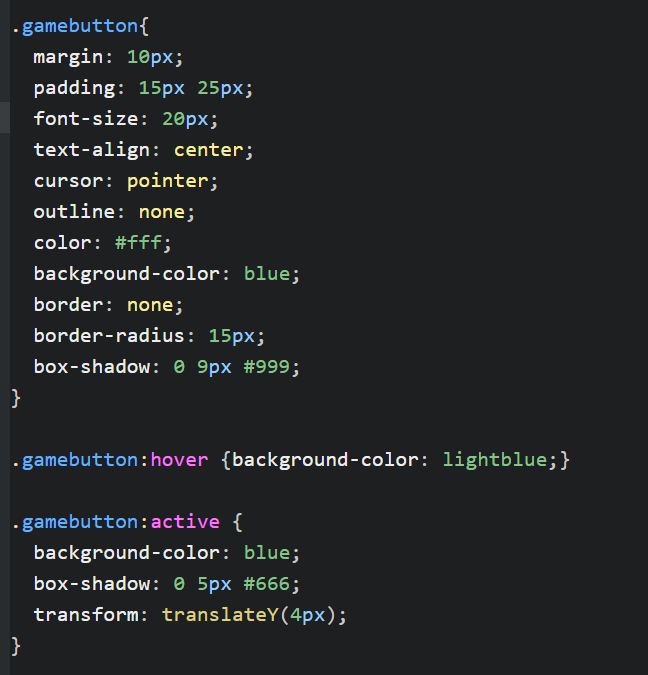 .gamebutton{
  margin: 10px;
  padding: 15px 25px;
  font-size: 20px;
  text-align: center;
  cursor: pointer;
  outline: none;
  color: #fff;
  background-color: blue;
  border: none;
  border-radius: 15px;
  box-shadow: 0 9px #999;
}

.gamebutton:hover {background-color: lightblue;}

.gamebutton:active {
  background-color: blue;
  box-shadow: 0 5px #666;
  transform: translateY(4px);
}